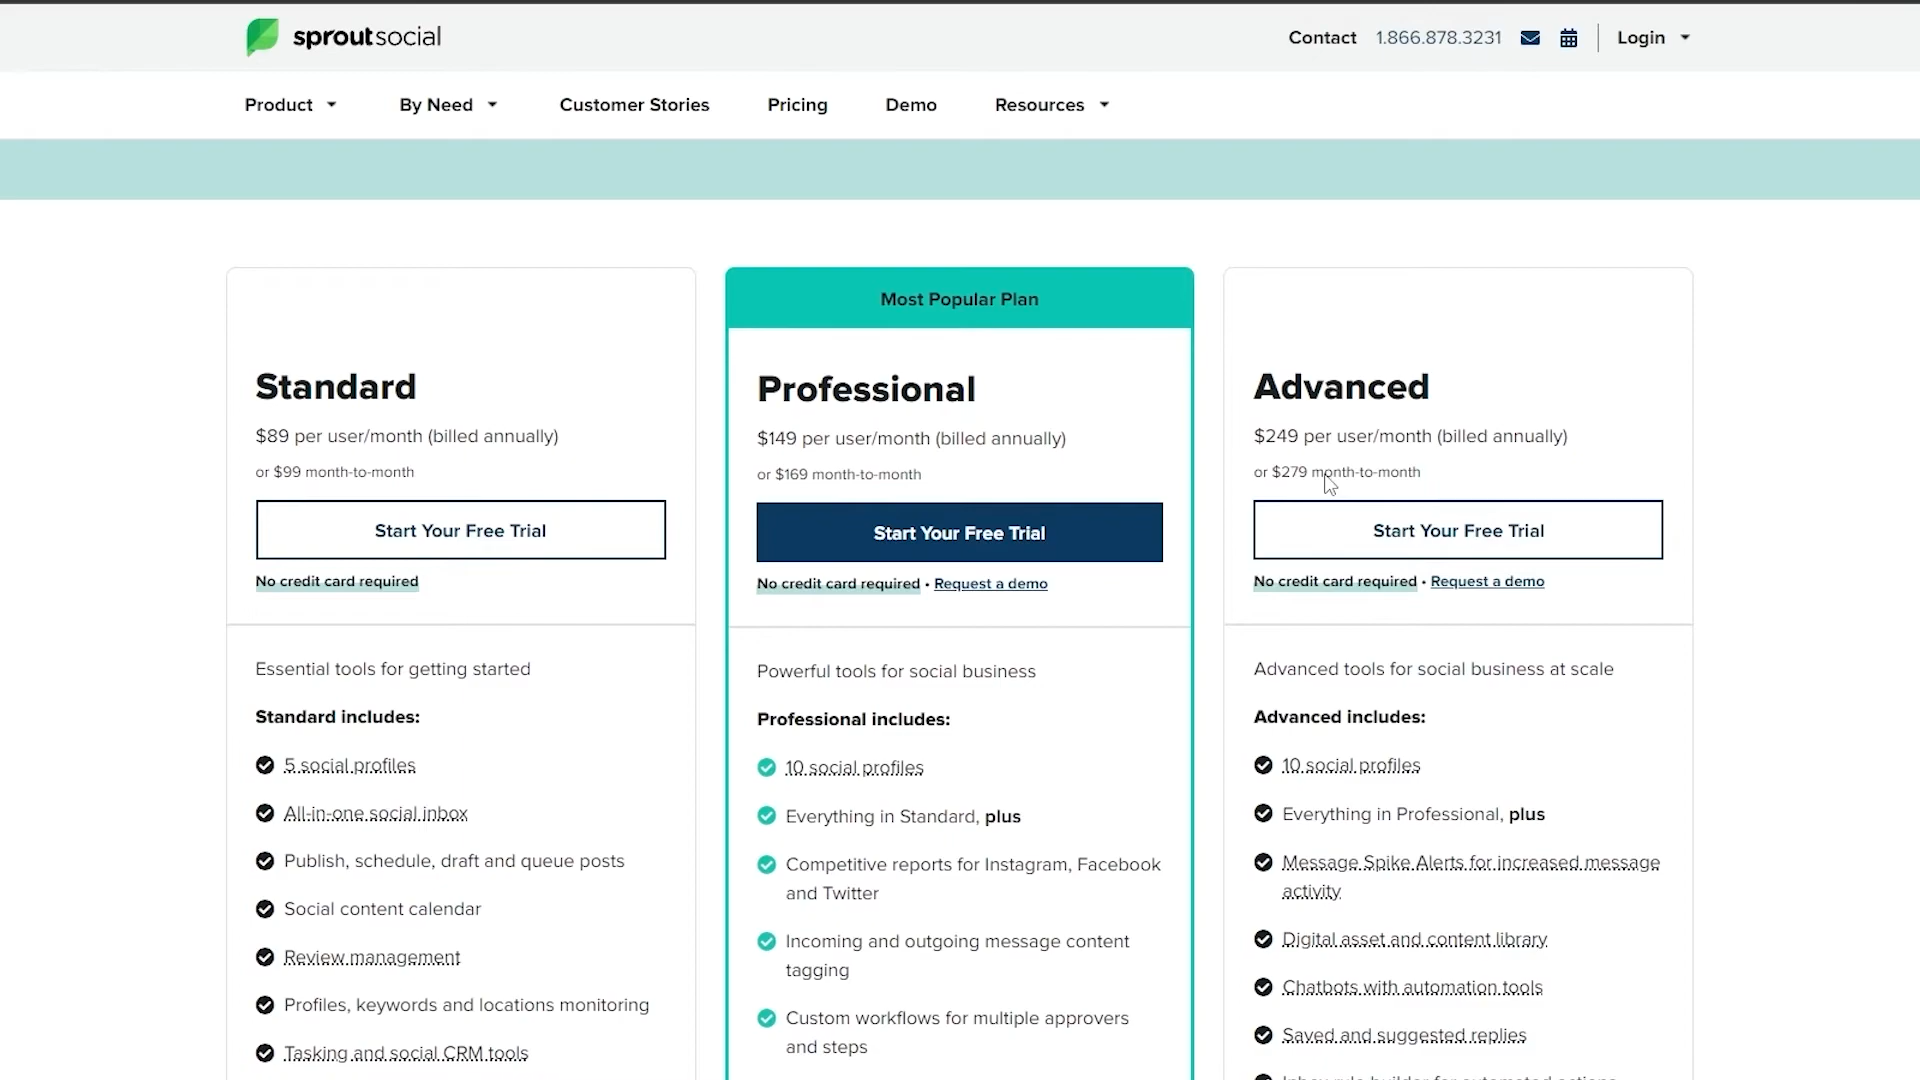 sproutsocial
Contact 1.866.878.3231 Login
Product By Need Customer Stories Pricing Demo Resources
Most Popular Plan
Standard
$89 per user/month (billed annually)
or $99 month-to-month
Start Your Free Trial
No credit card required
Essential tools for getting started
Standard includes:
5 social profiles
All-in-one social inbox
Publish, schedule, draft and queue posts
Social content calendar
Review management
Profiles, keywords and locations monitoring
Tasking and social CRM tools
Professional
$149 per user/month (billed annually)
or $169 month-to-month
Start Your Free Trial
No credit card required • Request a demo
Powerful tools for social business
Professional includes:
10 social profiles
Everything in Standard, plus
Competitive reports for Instagram, Facebook
and Twitter
Incoming and outgoing message content
tagging
Custom workflows for multiple approvers
and steps
Advanced
$249 per user/month (billed annually)
or $279 month-to-month
Start Your Free Trial
No credit card required • Request a demo
Advanced tools for social business at scale
Advanced includes:
10 social profiles
Everything in Professional, plus
Message Spike Alerts for increased message
activity
Digital asset and content library
Chatbots with automation tools
Saved and suggested replies